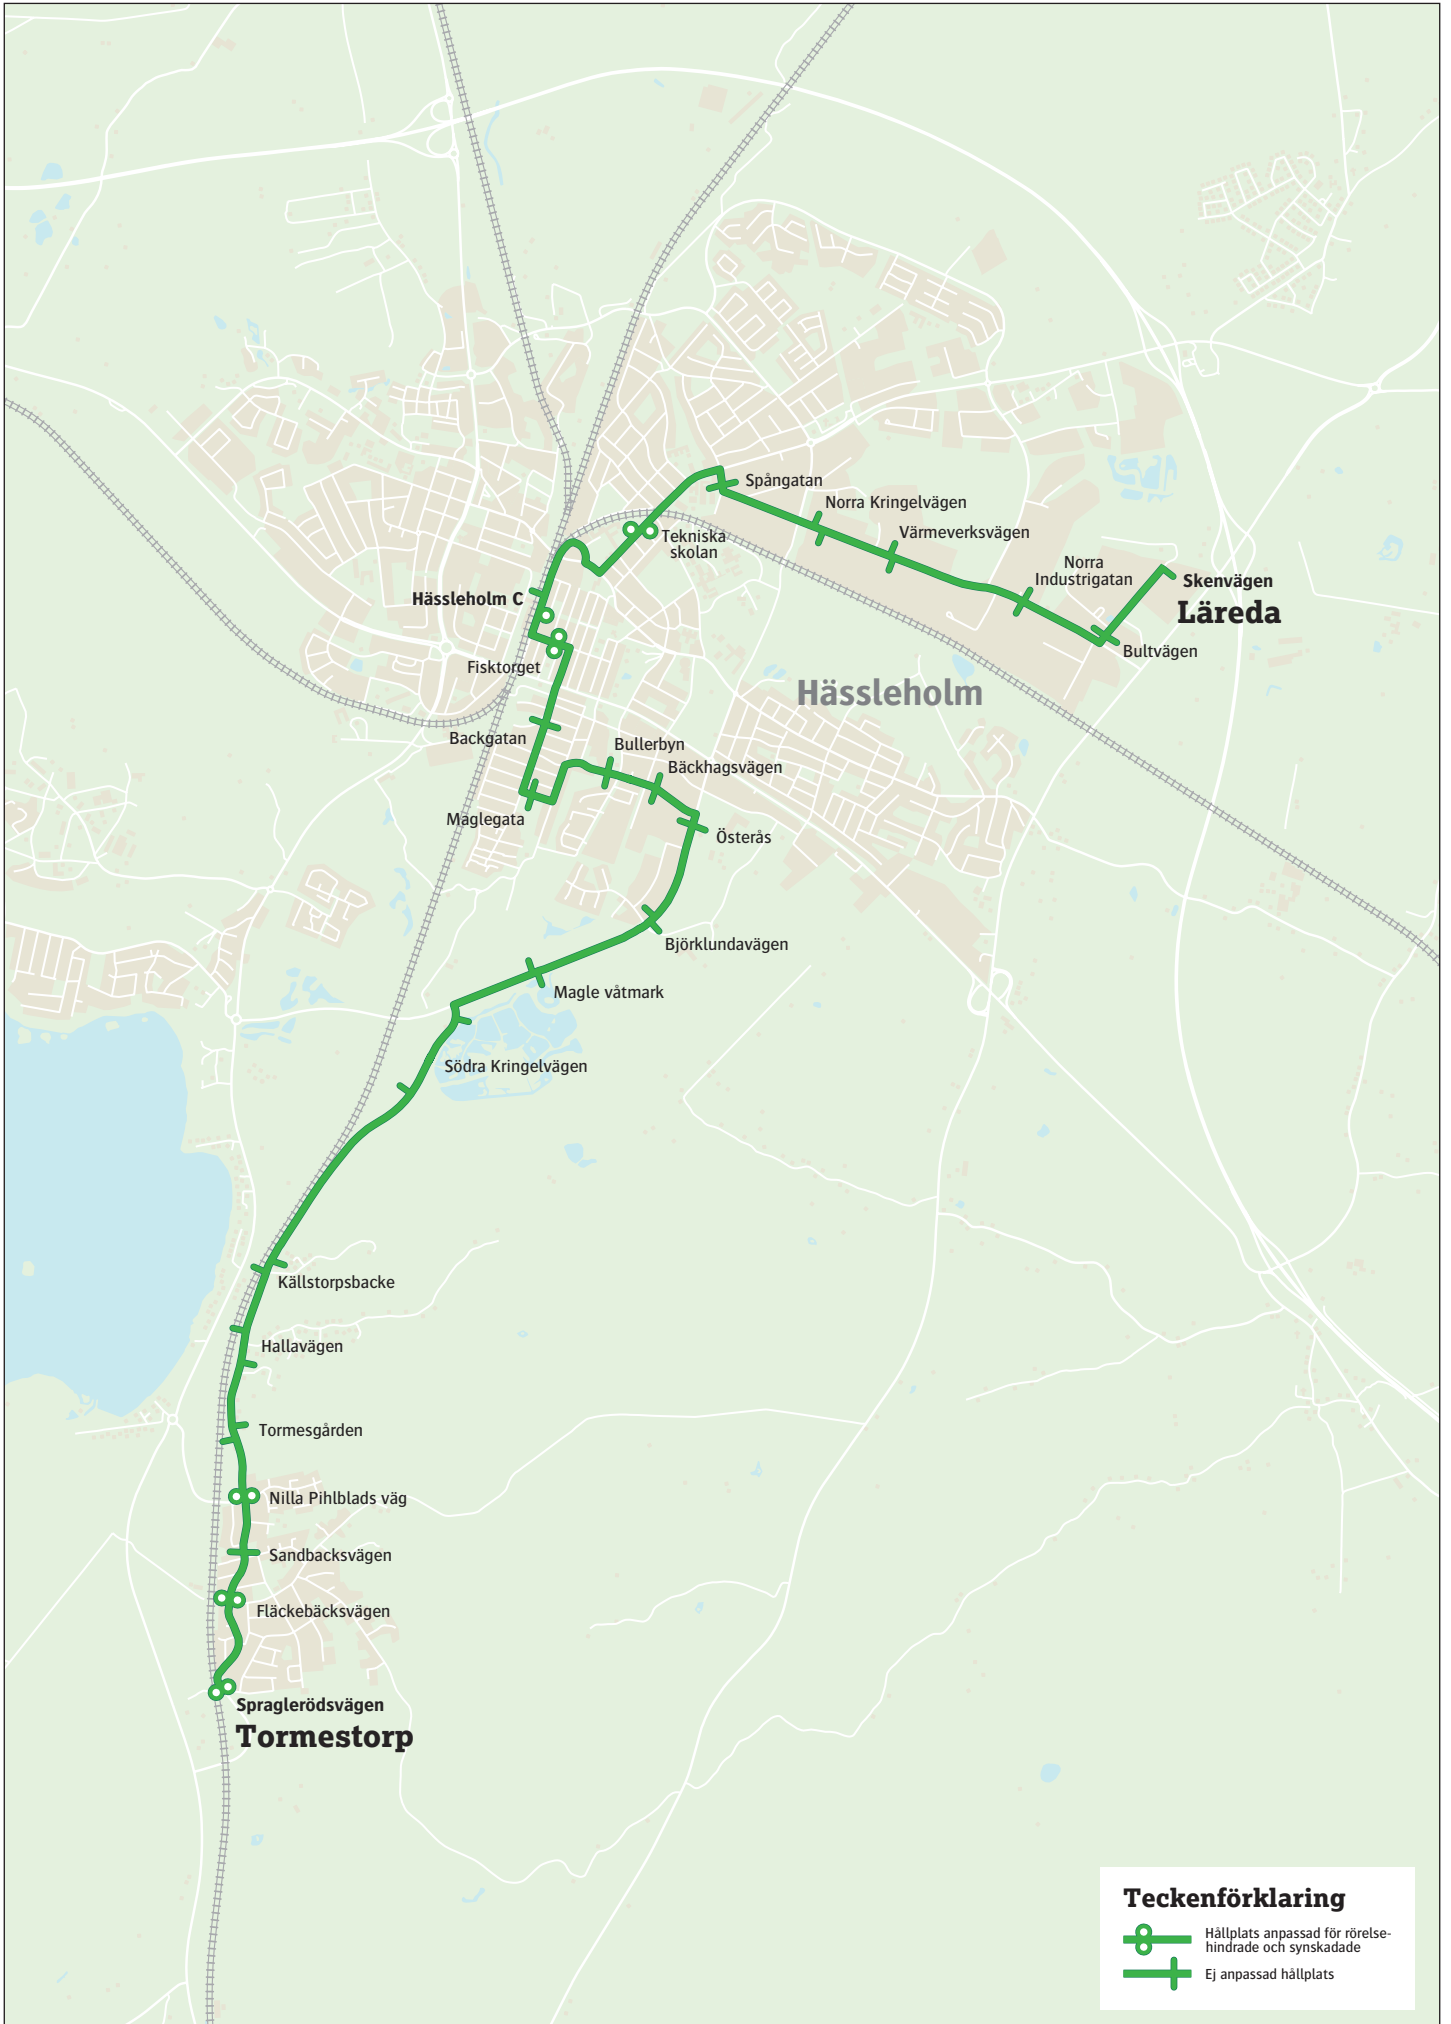 Spångatan
Norra Kringelvägen
Värmeverksvägen
Tekniska
skolan
Norra
Industrigatan
Skenvägen
Läreda
Hässleholm C
Bultvägen
Fisktorget
Hässleholm
Backgatan
Bullerbyn
Bäckhagsvägen
Maglegata
Österås
Björklundavägen
Magle våtmark
Södra Kringelvägen
Källstorpsbacke
Hallavägen
Tormesgården
Nilla Pihlblads väg
Sandbacksvägen
Fläckebäcksvägen
Spraglerödsvägen
Tormestorp
Teckenförklaring
Hållplats anpassad för rörelse-
hindrade och synskadade
Ej anpassad hållplats